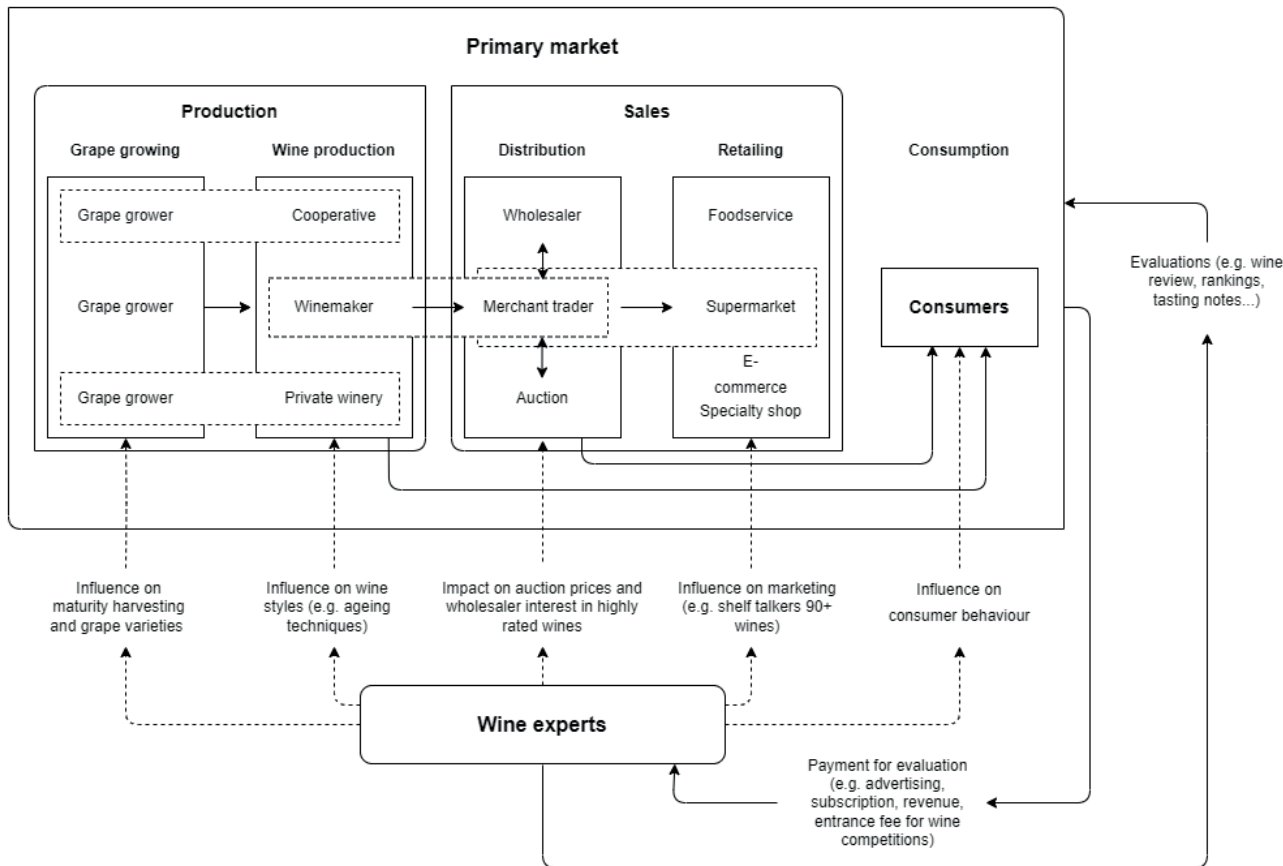 Primary market
Production
Sales
Grape growing
Wine production
Distribution
Retailing
Consumption
Grape grower
Cooperative
Wholesaler
Foodservice
Grape grower
Winemaker
Merchant trader
Supermarket
Consumers
Grape grower
Private winery
Auction
E-
commerce
Specialty shop
Evaluations (e.g. wine
review, rankings,
tasting notes...)
Influence on
maturity harvesting
and grape varieties
Influence on wine
styles (e.g. ageing
techniques)
Impact on auction prices and
wholesaler interest in highly
rated wines
Influence on marketing
(e.g. shelf talkers 90+
wines)
Influence on
consumer behaviour
Wine experts
Payment for evaluation
(e.g. advertising,
subscription, revenue,
entrance fee for wine
competitions)